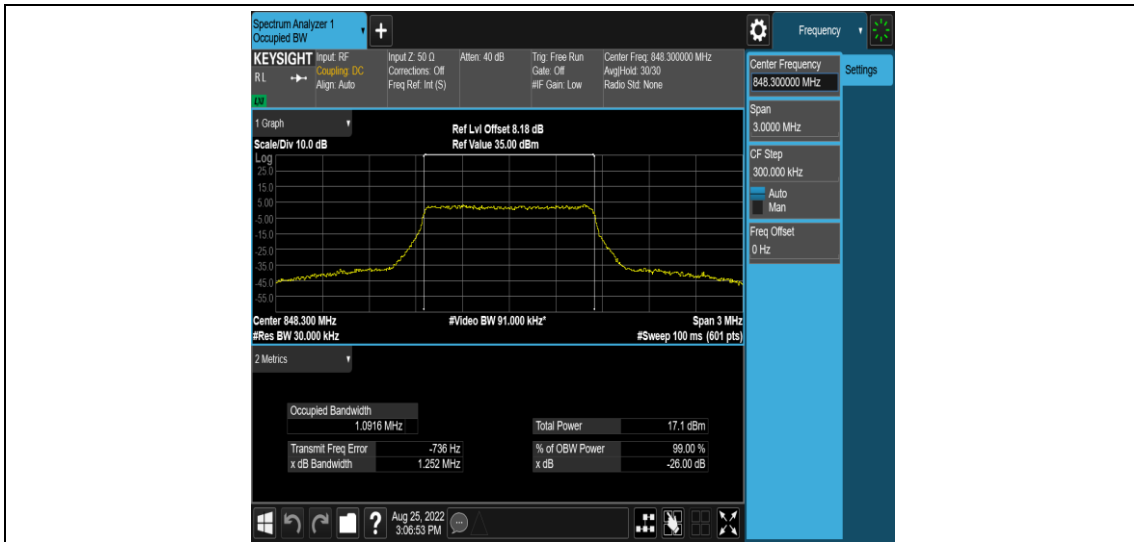 Spectrum Analyzer 1
Occupied BW
Frequency
KEYSIGHT
RL
LXI
Input: RF
Coupling: DC
Align: Auto
Input Z: 50 Ω
Corrections: Off
Freq Ref: Int (S)
Atten: 40 dB
Trig: Free Run
Gate: Off
#IF Gain: Low
Center Freq: 848.300000 MHz
Avg|Hold: 30/30
Radio Std: None
Center Frequency
848.300000 MHz
Settings
Span
3.0000 MHz
CF Step
300.000 kHz
Auto
Man
Freq Offset
0 Hz
1 Graph
Ref Lvl Offset 8.18 dB
Scale/Div 10.0 dB
Ref Value 35.00 dBm
Log
25.0
15.0
5.00
-5.00
-15.0
-25.0
-35.0
-45.0
-55.0
Center 848.300 MHz
#Video BW 91.000 kHz*
Span 3 MHz
#Res BW 30.000 kHz
#Sweep 100 ms (601 pts)
2 Metrics
Occupied Bandwidth
1.0916 MHz
Total Power 17.1 dBm
Transmit Freq Error -736 Hz
% of OBW Power 99.00 %
x dB Bandwidth 1.252 MHz
x dB -26.00 dB
?
Aug 25, 2022
3:06:53 PM